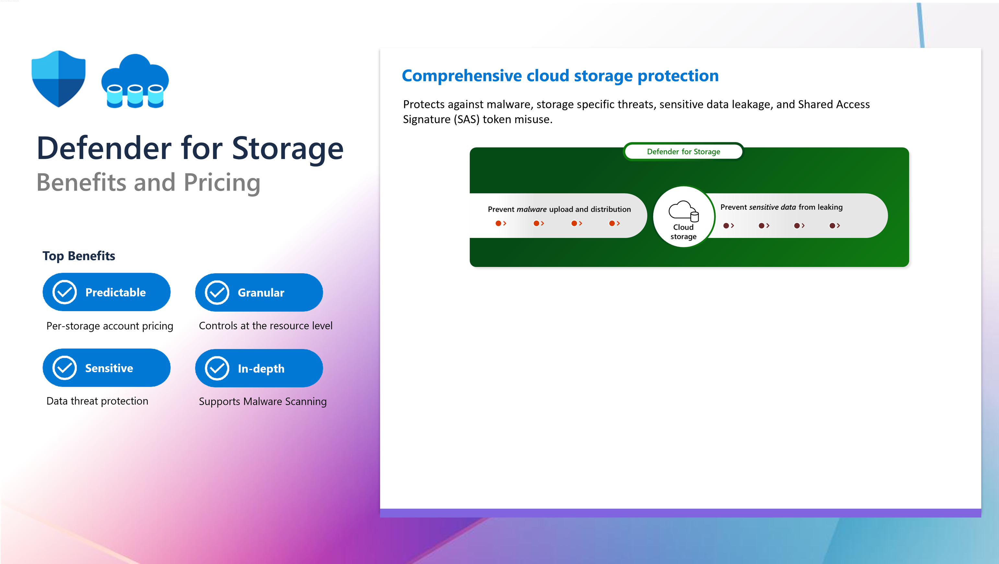 Defender for Storage
Benefits and Pricing
Top Benefits
Predictable
Per-storage account pricing
Granular
Controls at the resource level
Sensitive
Data threat protection
In-depth
Supports Malware Scanning
Comprehensive cloud storage protection
Protects against malware, storage specific threats, sensitive data leakage, and Shared Access
Signature (SAS) token misuse.
Defender for Storage
Prevent malware upload and distribution
Cloud
storage
Prevent sensitive data from leaking